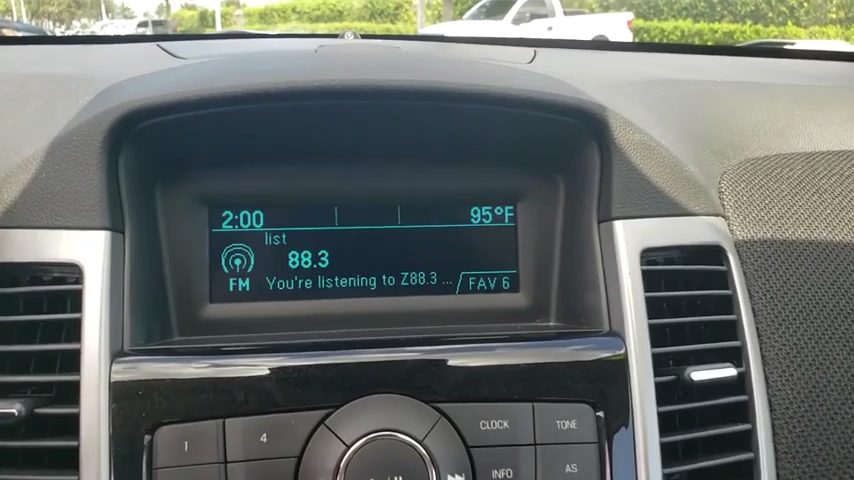 2:00 95°F
list
88.3
FM You're listening to Z88.3 ... FAV 6
1 4 CLOCK TONE
INFO AS